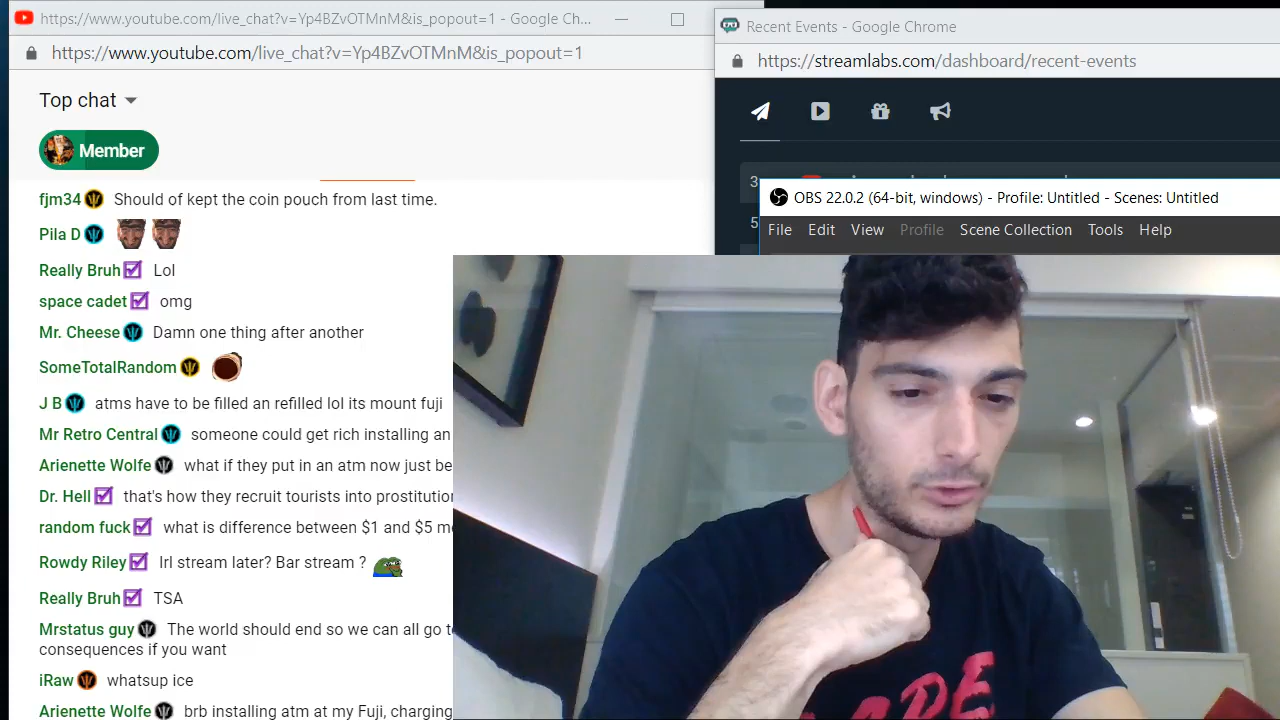 https://www.youtube.com/live_chat?v=Yp4BZvOTMnM&is_popout=1 - Google Ch...
https://www.youtube.com/live_chat?v=Yp4BZvOTMnM&is_popout=1
Top chat
Member
fjm34 Should of kept the coin pouch from last time.
Pila D
Really Bruh Lol
space cadet omg
Mr. Cheese Damn one thing after another
SomeTotalRandom
J B atms have to be filled an refilled lol its mount fuji
Mr Retro Central someone could get rich installing an
Arienette Wolfe what if they put in an atm now just be
Dr. Hell that's how they recruit tourists into prostitution
random fuck what is difference between $1 and $5 m
Rowdy Riley Irl stream later? Bar stream ?
Really Bruh TSA
Mrstatus guy The world should end so we can all go t
consequences if you want
iRaw whatsup ice
Arienette Wolfe brb installing atm at my Fuji, charging
Recent Events - Google Chrome
https://streamlabs.com/dashboard/recent-events
3
5
OBS 22.0.2 (64-bit, windows) - Profile: Untitled - Scenes: Untitled
File Edit View Profile Scene Collection Tools Help